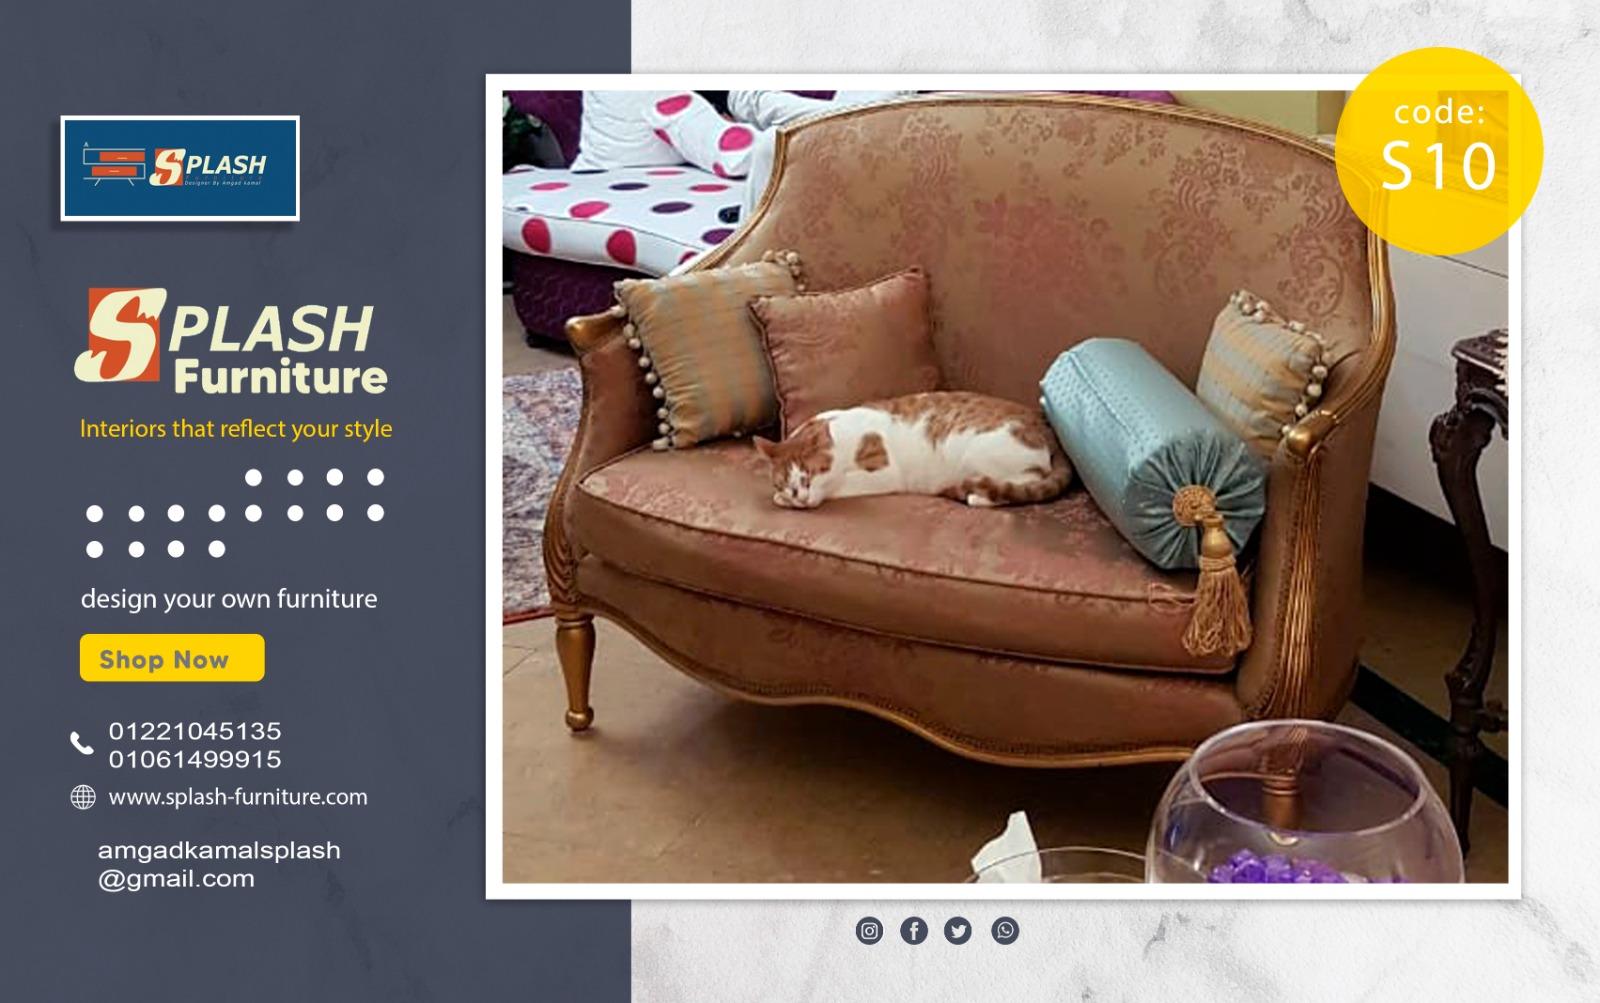 SPLASH
Designer By Amgad kamal
SPLASH
Furniture
Interiors that reflect your style
design your own furniture
Shop Now
01221045135
01061499915
www.splash-furniture.com
amgadkamalsplash
@gmail.com
code:
S10